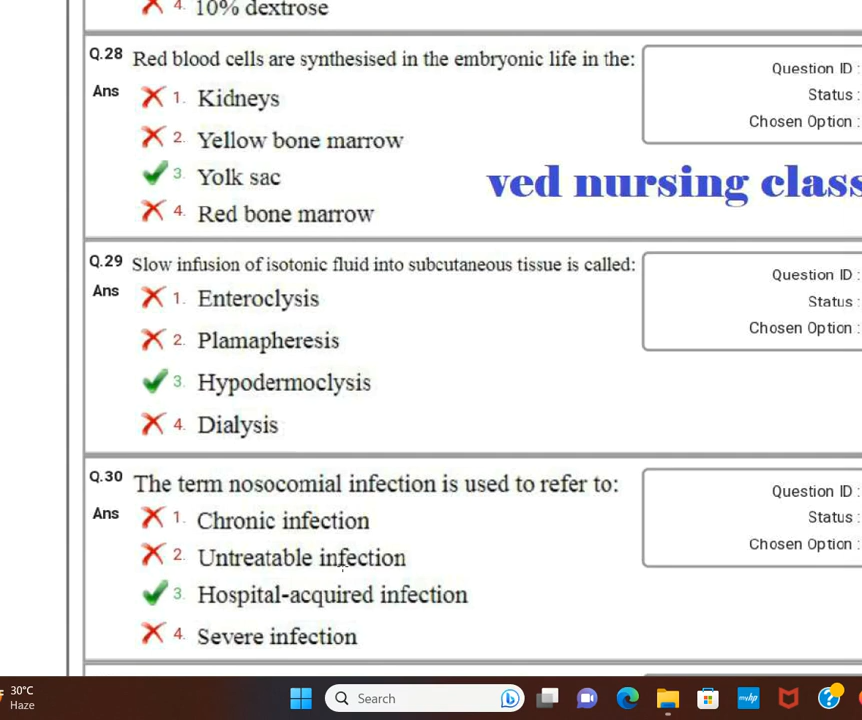 4. 10% dextrose
Q.28 Red blood cells are synthesised in the embryonic life in the:
Question ID :
Ans 1. Kidneys
Status :
Chosen Option :
2. Yellow bone marrow
3. Yolk sac
ved nursing class
4. Red bone marrow
Q.29 Slow infusion of isotonic fluid into subcutaneous tissue is called:
Question ID :
Ans 1. Enteroclysis
Status :
Chosen Option :
2. Plamapheresis
3. Hypodermoclysis
4. Dialysis
Q.30 The term nosocomial infection is used to refer to:
Question ID :
Ans 1. Chronic infection
Status :
Chosen Option :
2. Untreatable infection
3. Hospital-acquired infection
4. Severe infection
30°C
Haze
Search
myhp